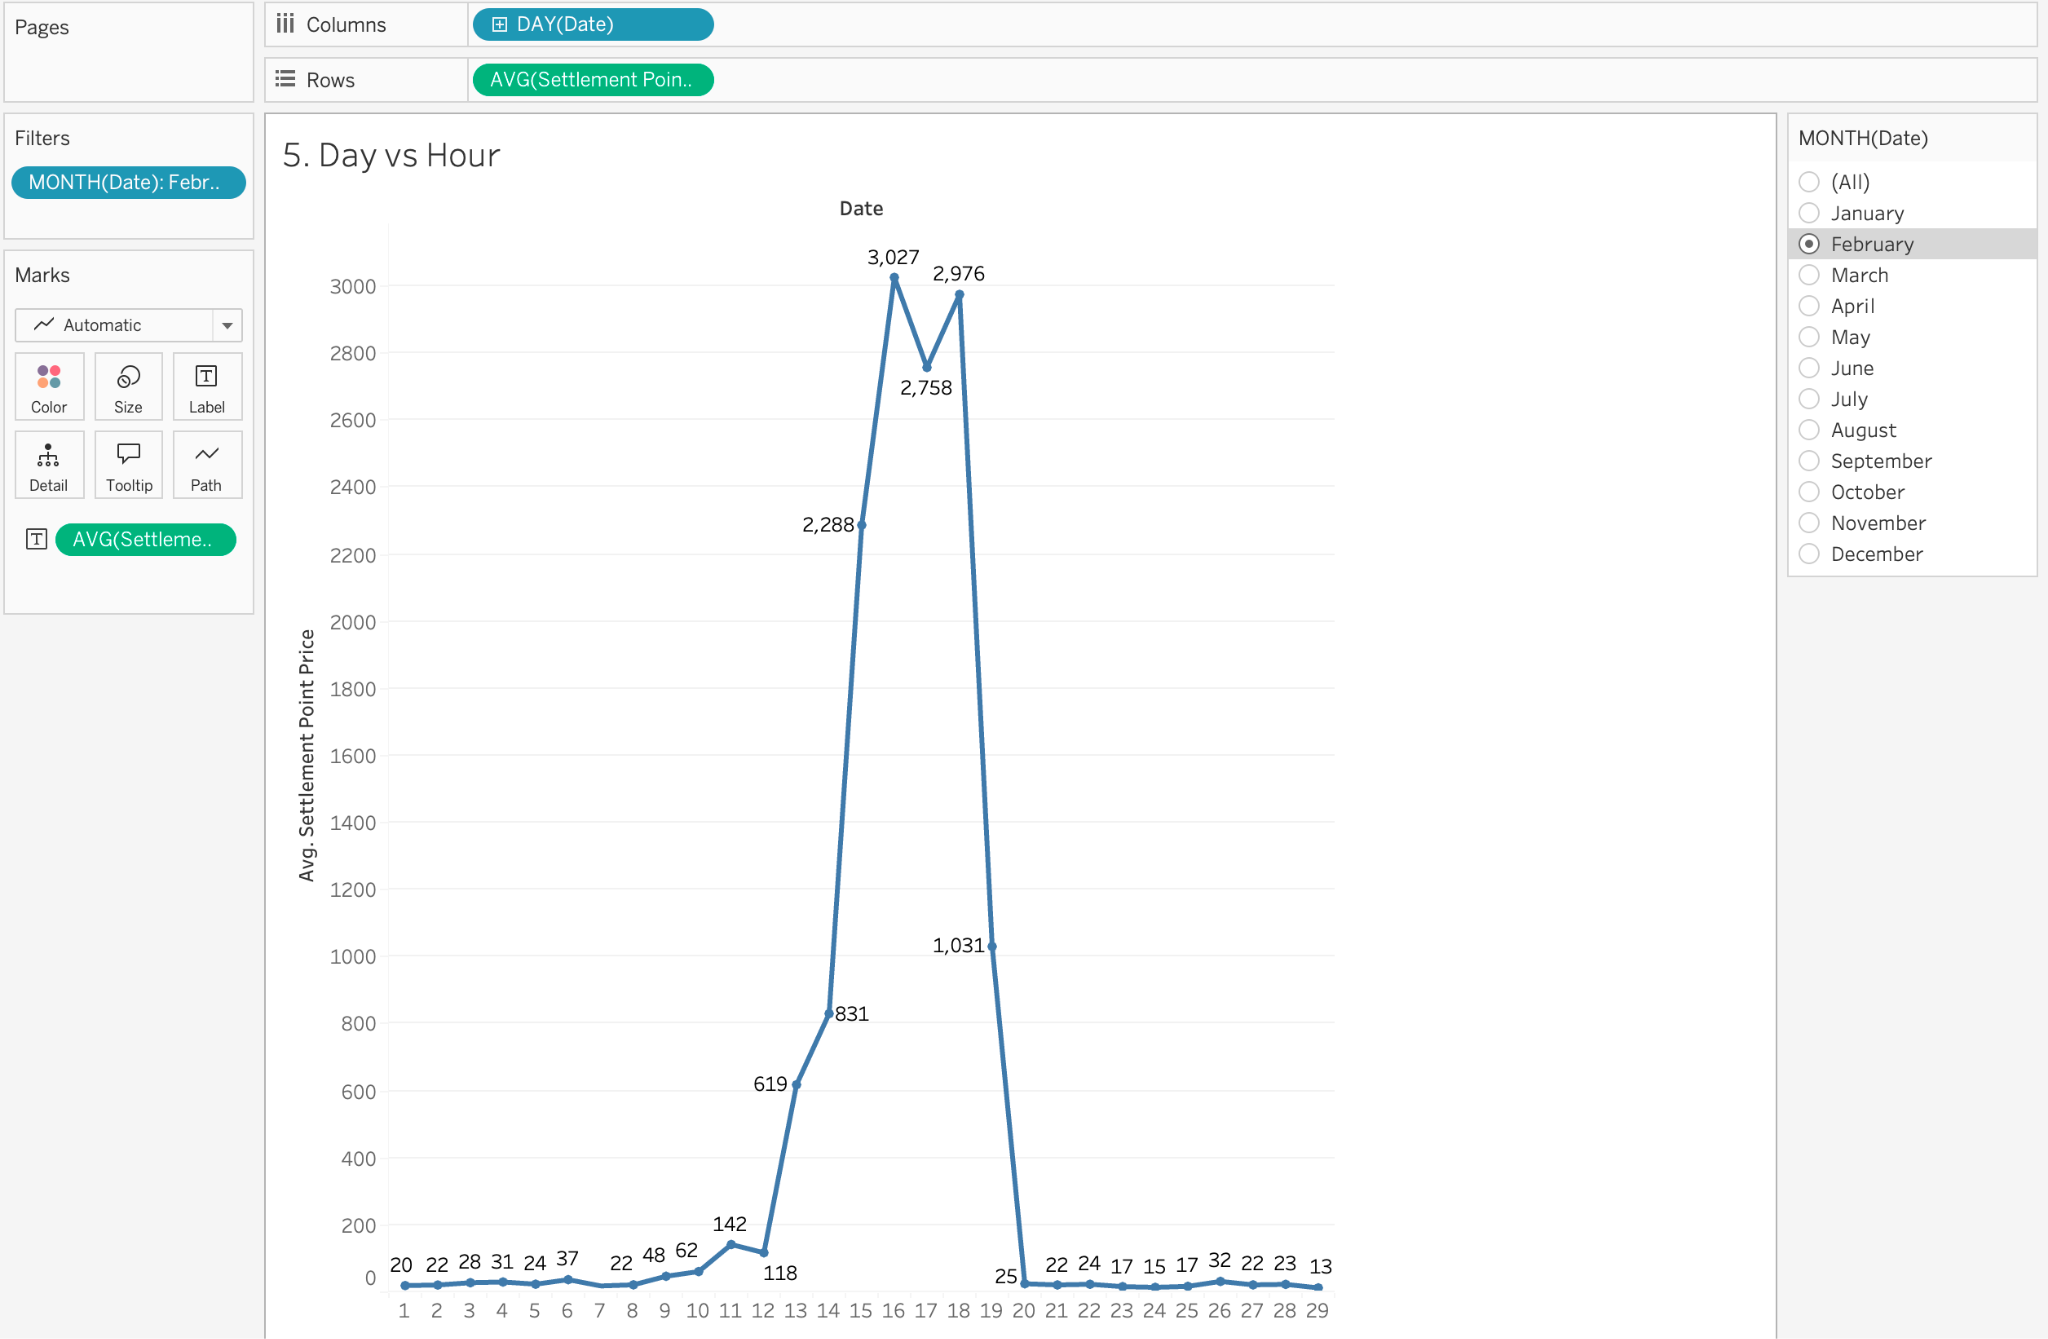 Pages
Columns
DAY(Date)
Rows
AVG(Settlement Poin..
Filters
MONTH(Date): Febr..
Marks
Automatic
Color
Size
Label
Detail
Tooltip
Path
AVG(Settleme..
5. Day vs Hour
Date
Avg. Settlement Point Price
3000
2800
2600
2400
2200
2000
1800
1600
1400
1200
1000
800
600
400
200
0
3,027
2,976
2,758
2,288
1,031
831
619
142
118
20 22 28 31 24 37 22 48 62
25 22 24 17 15 17 32 22 23 13
1 2 3 4 5 6 7 8 9 10 11 12 13 14 15 16 17 18 19 20 21 22 23 24 25 26 27 28 29
MONTH(Date)
(All)
January
February
March
April
May
June
July
August
September
October
November
December